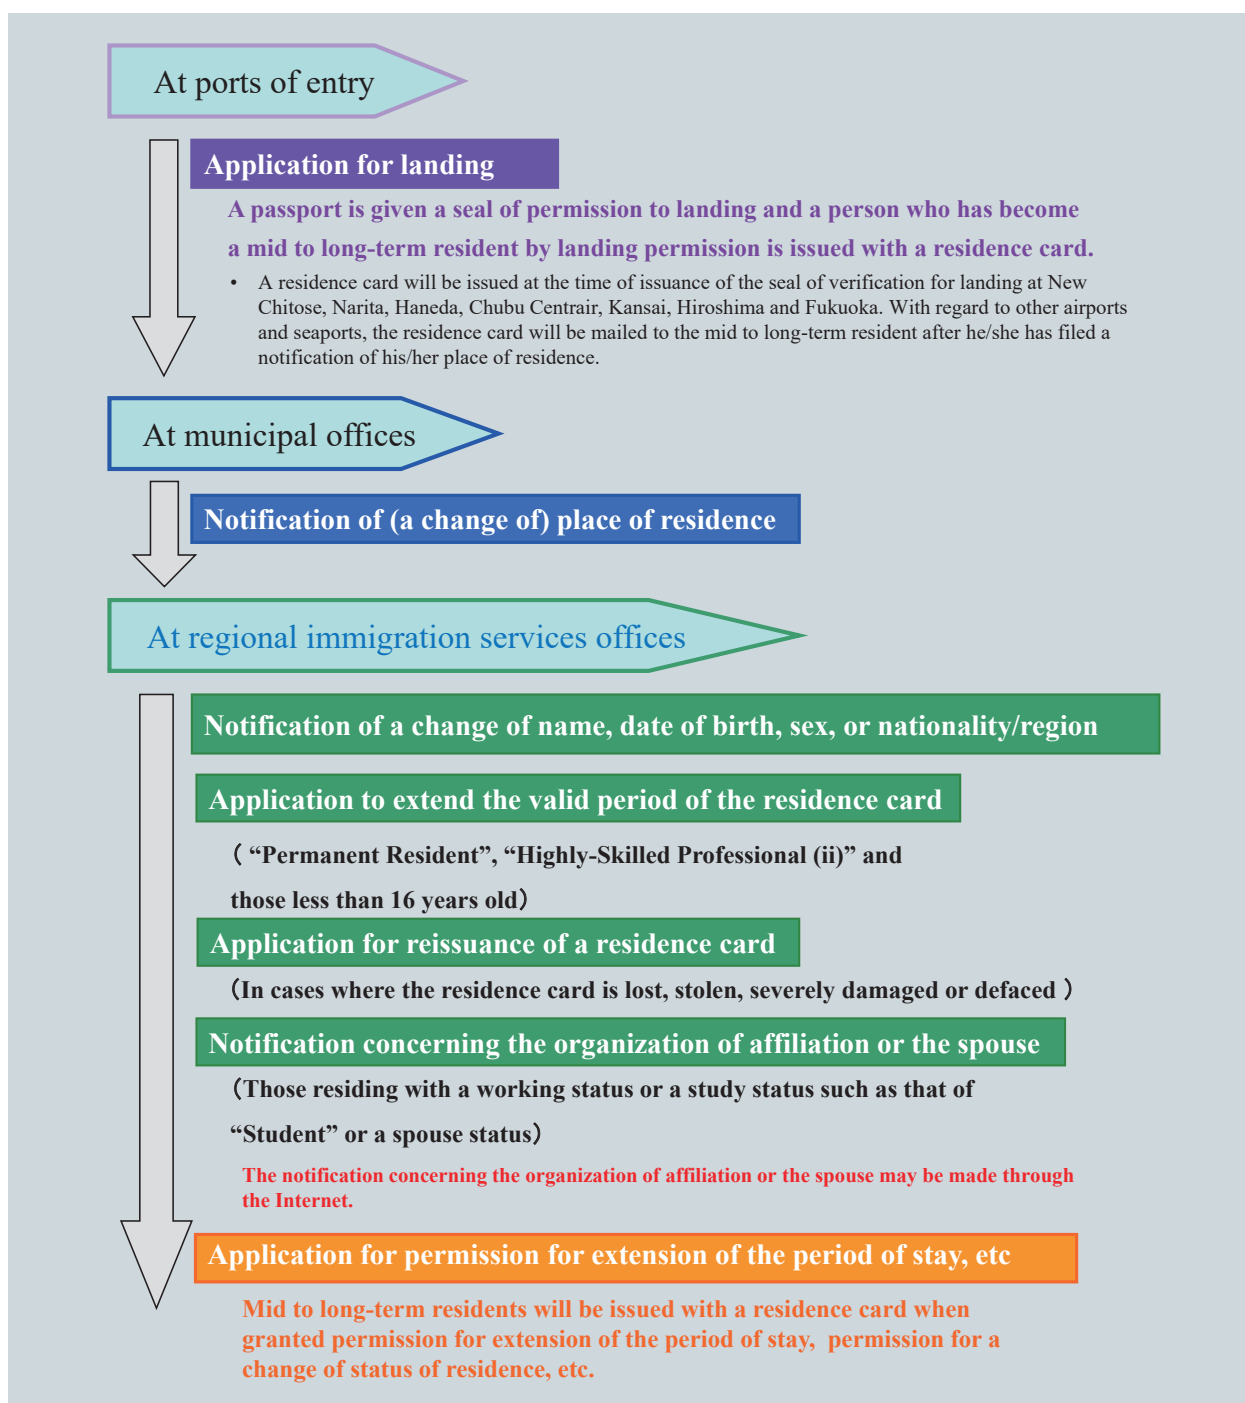 At ports of entry
Application for landing
A passport is given a seal of permission to landing and a person who has become
a mid to long-term resident by landing permission is issued with a residence card.
• A residence card will be issued at the time of issuance of the seal of verification for landing at New
Chitose, Narita, Haneda, Chubu Centrair, Kansai, Hiroshima and Fukuoka. With regard to other airports
and seaports, the residence card will be mailed to the mid to long-term resident after he/she has filed a
notification of his/her place of residence.
At municipal offices
Notification of (a change of) place of residence
At regional immigration services offices
Notification of a change of name, date of birth, sex, or nationality/region
Application to extend the valid period of the residence card
（ “Permanent Resident”, “Highly-Skilled Professional (ii)” and
those less than 16 years old）
Application for reissuance of a residence card
（In cases where the residence card is lost, stolen, severely damaged or defaced ）
Notification concerning the organization of affiliation or the spouse
（Those residing with a working status or a study status such as that of
“Student” or a spouse status）
The notification concerning the organization of affiliation or the spouse may be made through
the Internet.
Application for permission for extension of the period of stay, etc
Mid to long-term residents will be issued with a residence card when
granted permission for extension of the period of stay,  permission for a
change of status of residence, etc.